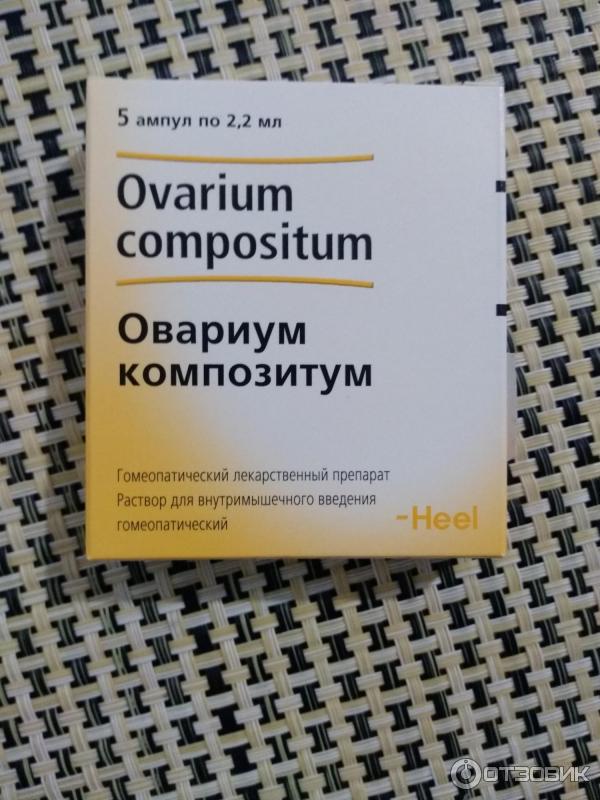 5 ампул по 2,2 мл
Ovarium
compositum
Овариум
композитум
Гомеопатический лекарственный препарат
Раствор для внутримышечного введения
гомеопатический
-Heel
ОТЗОВИК